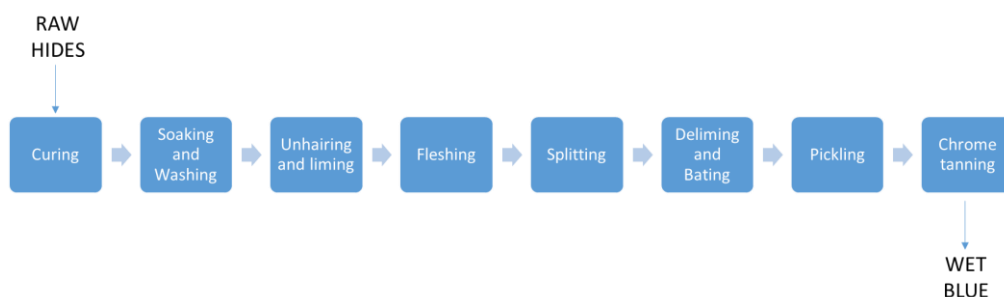 RAW
HIDES
Curing
Soaking
and
Washing
Unhairing
and liming
Fleshing
Splitting
Deliming
and
Bating
Pickling
Chrome
tanning
WET
BLUE